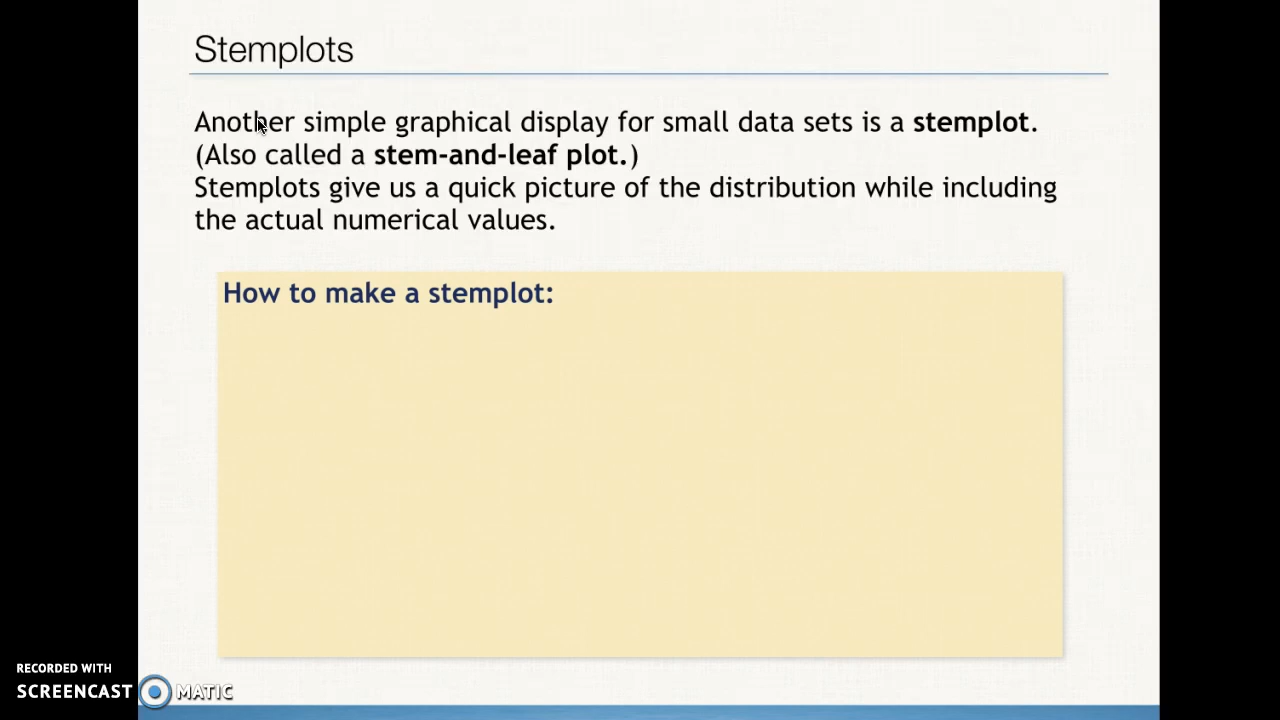 Stemplots
Another simple graphical display for small data sets is a stemplot.
(Also called a stem-and-leaf plot.)
Stemplots give us a quick picture of the distribution while including
the actual numerical values.
How to make a stemplot:
RECORDED WITH
SCREENCAST MATIC